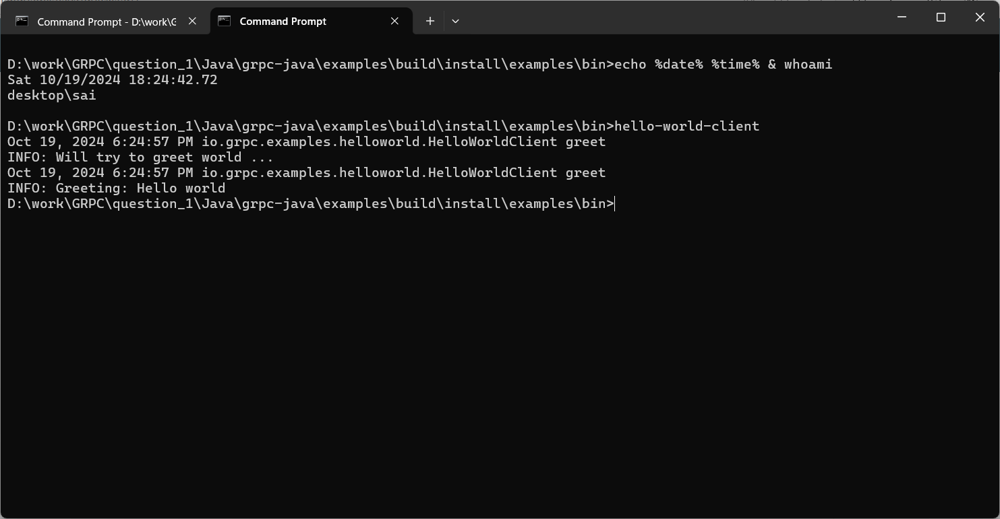 Command Prompt - D:\work\G
Command Prompt
D:\work\GRPC\question_1\Java\grpc-java\examples\build\install\examples\bin>echo %date% %time% & whoami
Sat 10/19/2024 18:24:42.72
desktop\sai
D:\work\GRPC\question_1\Java\grpc-java\examples\build\install\examples\bin>hello-world-client
Oct 19, 2024 6:24:57 PM io.grpc.examples.helloworld.HelloWorldClient greet
INFO: Will try to greet world ...
Oct 19, 2024 6:24:57 PM io.grpc.examples.helloworld.HelloWorldClient greet
INFO: Greeting: Hello world
D:\work\GRPC\question_1\Java\grpc-java\examples\build\install\examples\bin>